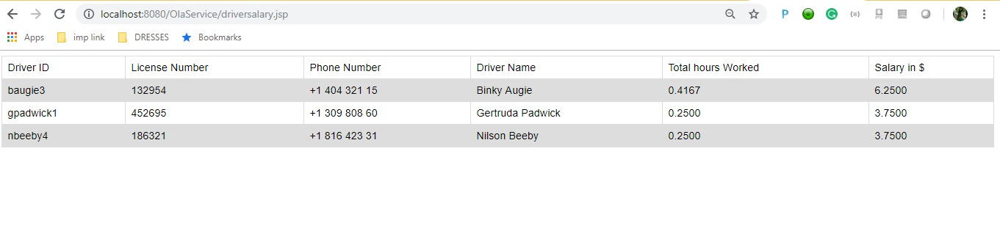 localhost:8080/OlaService/driversalary.jsp
P G {≡}
Apps imp link DRESSES Bookmarks
Driver ID License Number Phone Number Driver Name Total hours Worked Salary in $
baugie3 132954 +1 404 321 15 Binky Augie 0.4167 6.2500
gpadwick1 452695 +1 309 808 60 Gertruda Padwick 0.2500 3.7500
nbeeby4 186321 +1 816 423 31 Nilson Beeby 0.2500 3.7500